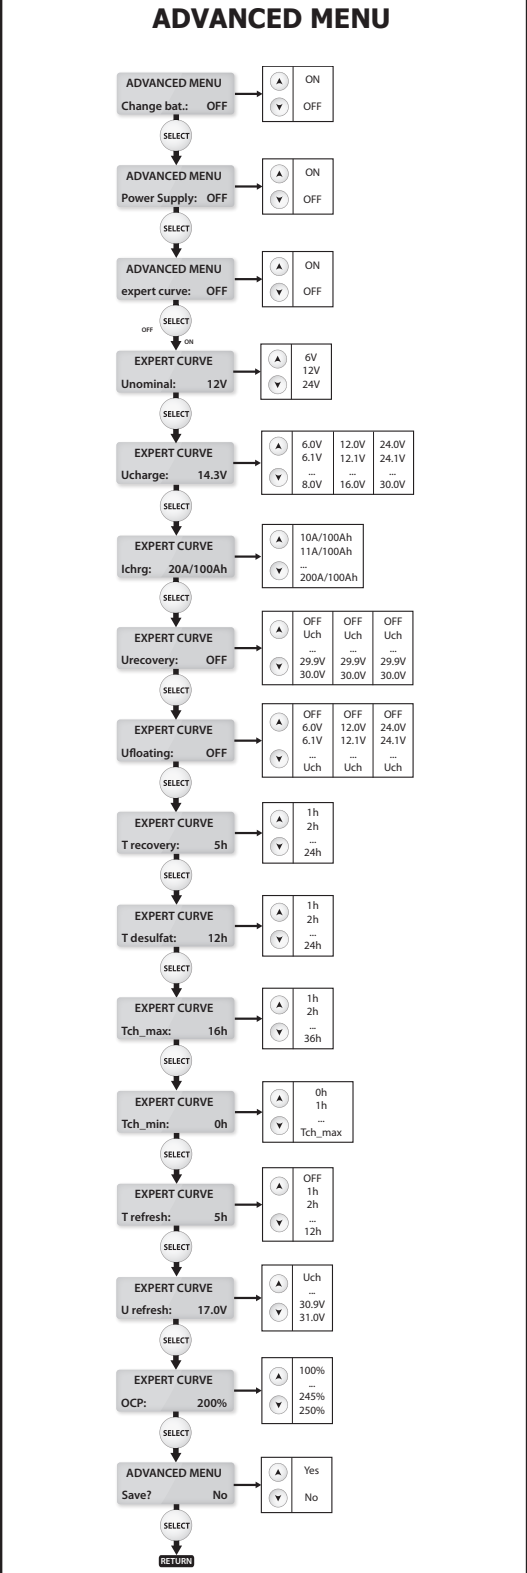 ADVANCED MENU
ADVANCED MENU
Change bat.: OFF
ON
OFF
SELECT
ADVANCED MENU
Power Supply: OFF
ON
OFF
SELECT
ADVANCED MENU
expert curve: OFF
ON
OFF
SELECT
OFF
ON
EXPERT CURVE
Unominal: 12V
6V
12V
24V
SELECT
EXPERT CURVE
Ucharge: 14.3V
6.0V 12.0V 24.0V
6.1V 12.1V 24.1V
... ... ...
8.0V 16.0V 30.0V
SELECT
EXPERT CURVE
Ichrg: 20A/100Ah
10A/100Ah
11A/100Ah
...
200A/100Ah
SELECT
EXPERT CURVE
Urecovery: OFF
OFF OFF OFF
Uch Uch Uch
... ... ...
29.9V 29.9V 29.9V
30.0V 30.0V 30.0V
SELECT
EXPERT CURVE
Ufloating: OFF
OFF OFF OFF
6.0V 12.0V 24.0V
6.1V 12.1V 24.1V
... ... ...
Uch Uch Uch
SELECT
EXPERT CURVE
T recovery: 5h
1h
2h
...
24h
SELECT
EXPERT CURVE
T desulfat: 12h
1h
2h
...
24h
SELECT
EXPERT CURVE
Tch_max: 16h
1h
2h
...
36h
SELECT
EXPERT CURVE
Tch_min: 0h
0h
1h
...
Tch_max
SELECT
EXPERT CURVE
T refresh: 5h
OFF
1h
2h
...
12h
SELECT
EXPERT CURVE
U refresh: 17.0V
Uch
...
30.9V
31.0V
SELECT
EXPERT CURVE
OCP: 200%
100%
...
245%
250%
SELECT
ADVANCED MENU
Save? No
Yes
No
SELECT
RETURN